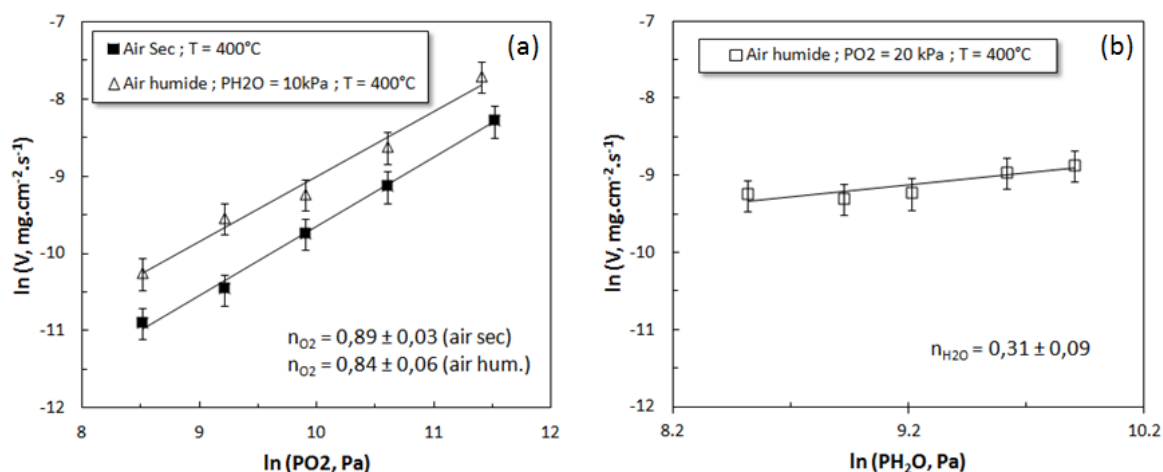 (a)
Air Sec ; T = 400°C
Air humide ; PH2O = 10kPa ; T = 400°C
-7
-8
-9
-10
-11
-12
ln (V, mg.cm⁻².s⁻¹)
n_O2 = 0,89 ± 0,03 (air sec)
n_O2 = 0,84 ± 0,06 (air hum.)
8 9 10 11 12
ln (PO2, Pa)
(b)
Air humide ; PO2 = 20 kPa ; T = 400°C
-7
-8
-9
-10
-11
-12
ln (V, mg.cm⁻².s⁻¹)
n_H2O = 0,31 ± 0,09
8.2 9.2 10.2
ln (PH₂O, Pa)